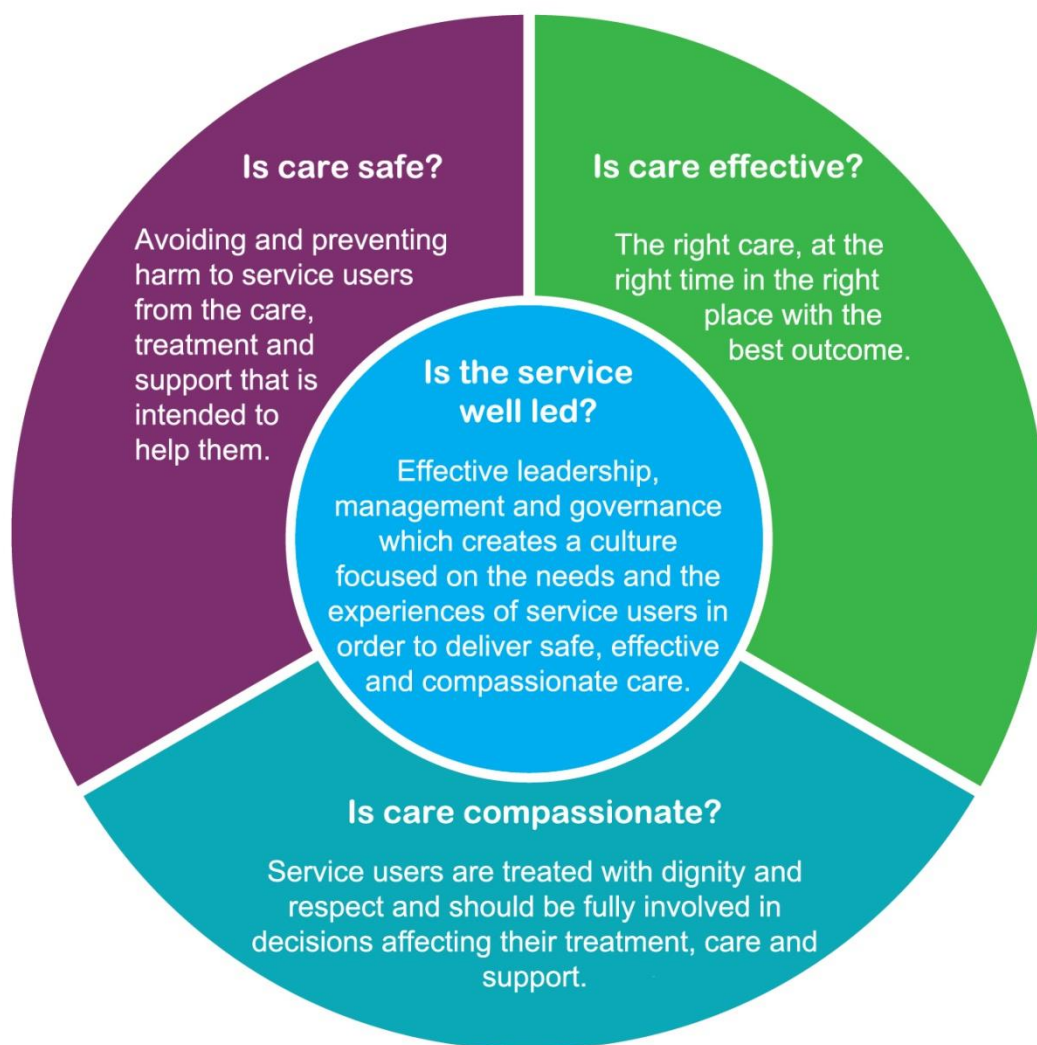 Is care safe?
Avoiding and preventing
harm to service users
from the care,
treatment and
support that is
intended to
help them.
Is care effective?
The right care, at the
right time in the right
place with the
best outcome.
Is the service
well led?
Effective leadership,
management and governance
which creates a culture
focused on the needs and the
experiences of service users in
order to deliver safe, effective
and compassionate care.
Is care compassionate?
Service users are treated with dignity and
respect and should be fully involved in
decisions affecting their treatment, care and
support.